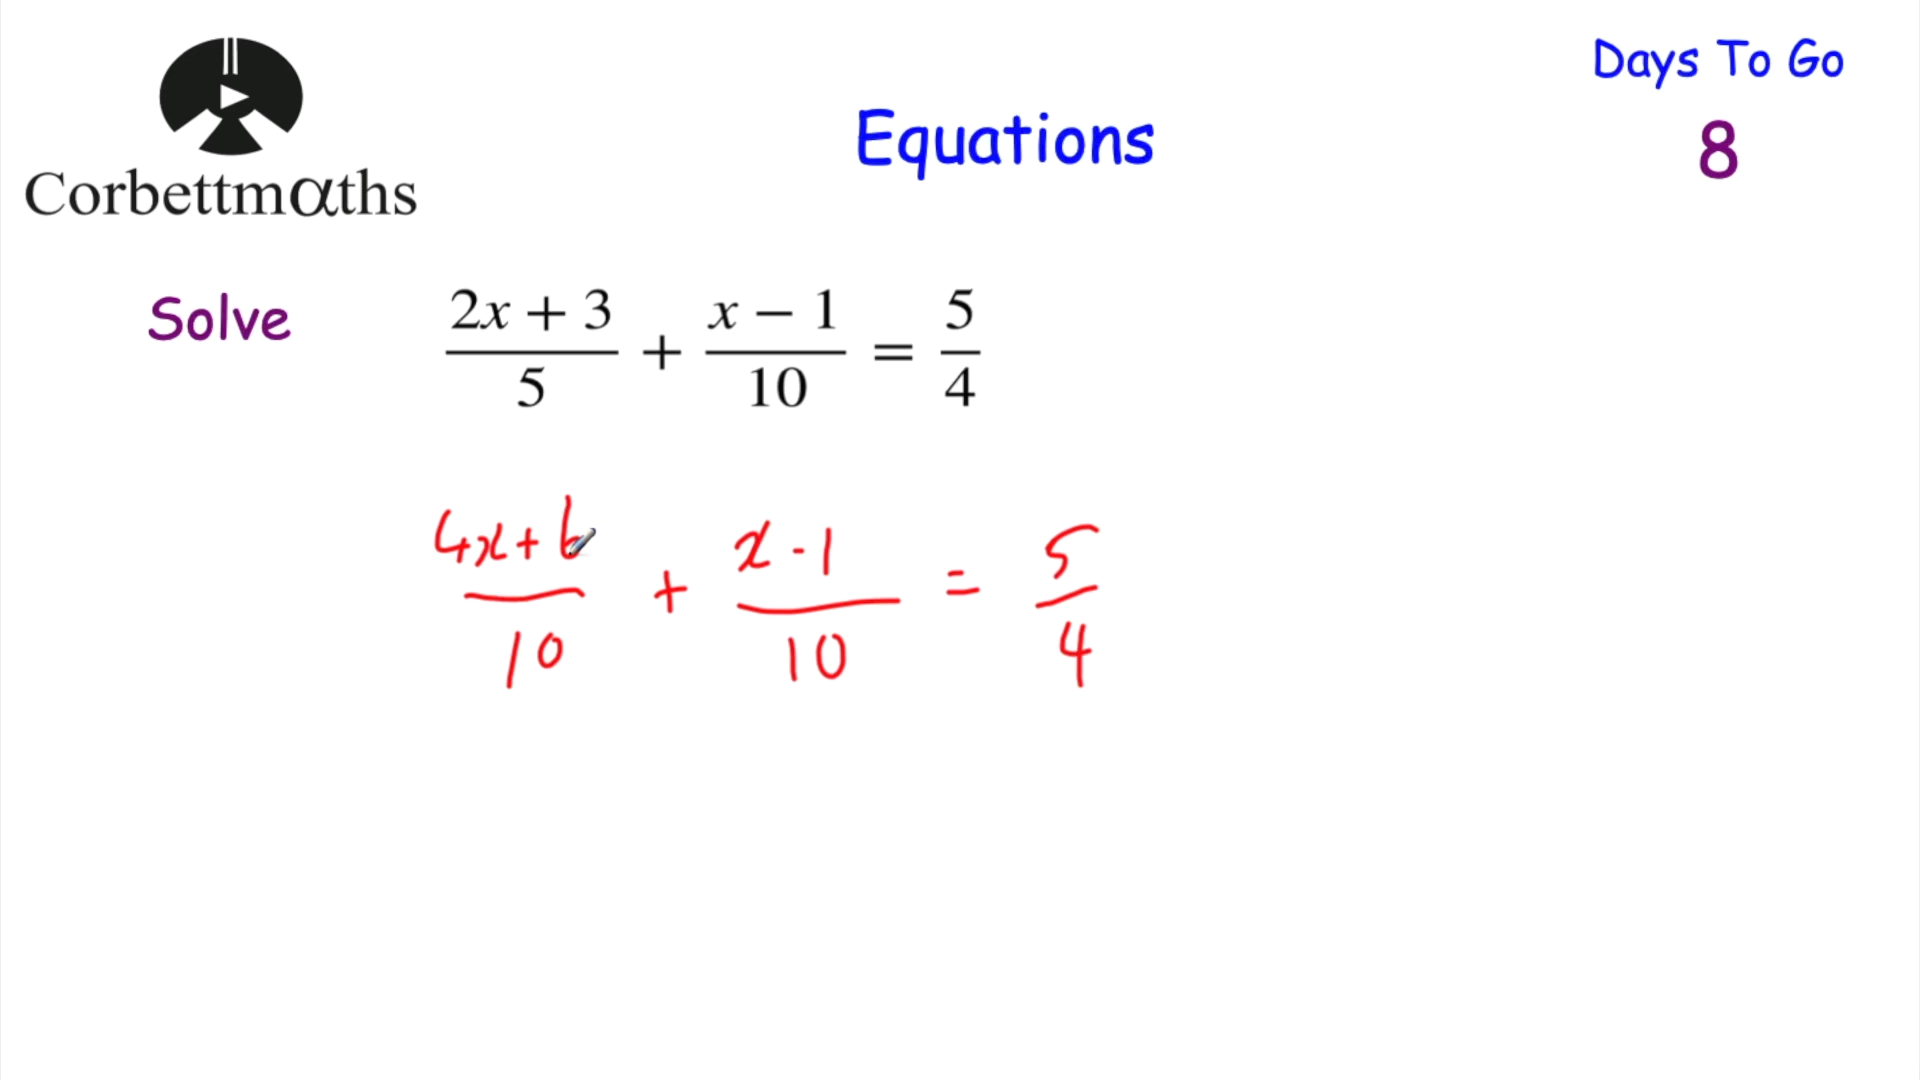 Days To Go
8
Equations
Corbettmαths
Solve
2x + 3 / 5 + x − 1 / 10 = 5 / 4
4x+6 / 10 + x-1 / 10 = 5 / 4